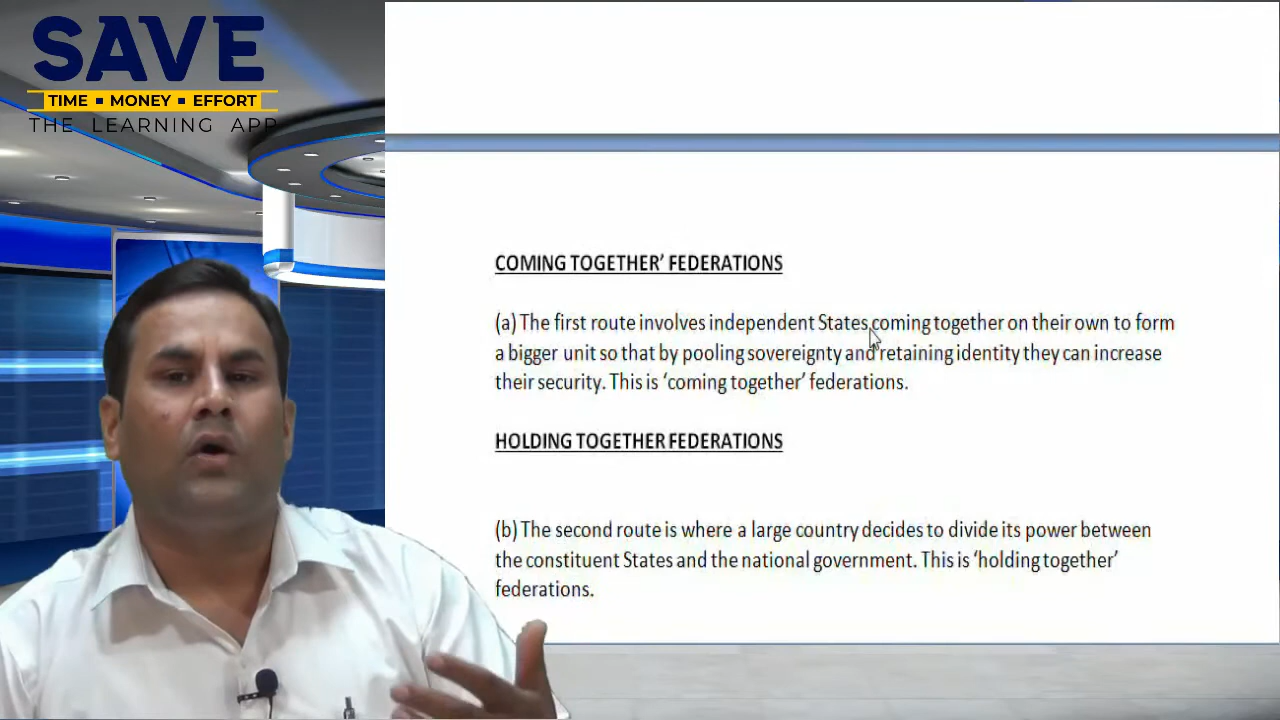 SAVE
TIME ▪ MONEY ▪ EFFORT
THE LEARNING APP
COMING TOGETHER’ FEDERATIONS
(a) The first route involves independent States coming together on their own to form
a bigger unit so that by pooling sovereignty and retaining identity they can increase
their security. This is ‘coming together’ federations.
HOLDING TOGETHER FEDERATIONS
(b) The second route is where a large country decides to divide its power between
the constituent States and the national government. This is ‘holding together’
federations.